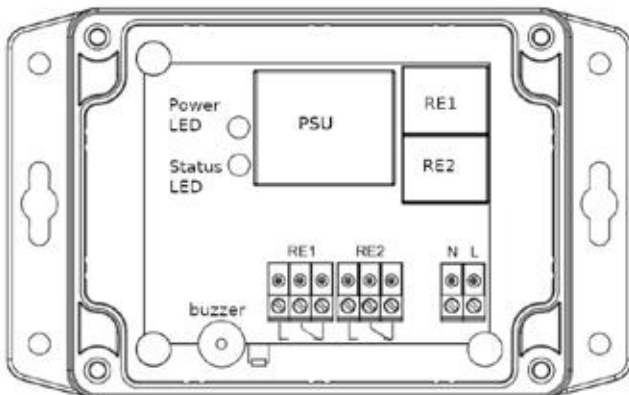 Power
LED
PSU
RE1
Status
LED
RE2
RE1 RE2 N L
buzzer